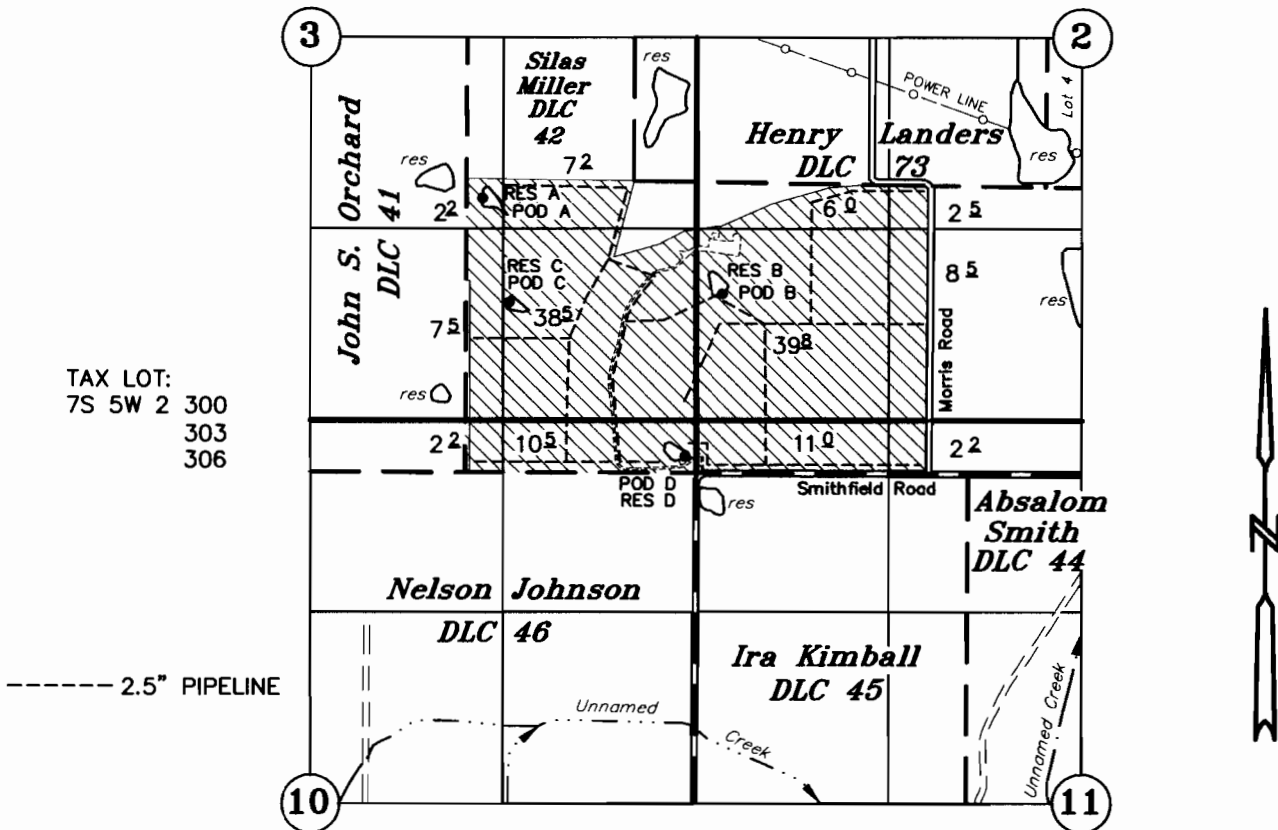 3
2
Silas
Miller
DLC
42
res
POWER LINE
Lot 4
Henry Landers
DLC 73
res
John S. Orchard
DLC 41
res
7 2
RES A
POD A
2 2
6 0
2 5
RES C
POD C
RES B
POD B
8 5
res
38 5
7 5
39 8
Morris Road
TAX LOT:
7S 5W 2 300
303
306
res
2 2
10 5
11 0
2 2
POD D
RES D
Smithfield Road
res
Absalom
Smith
DLC 44
N
Nelson Johnson
DLC 46
Ira Kimball
DLC 45
2.5" PIPELINE
Unnamed
Creek
Unnamed Creek
10
11